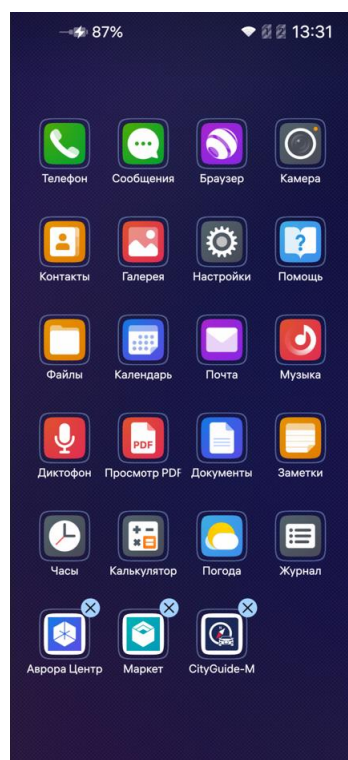 87% 13:31
Телефон Сообщения Браузер Камера
Контакты Галерея Настройки Помощь
Файлы Календарь Почта Музыка
PDF
Диктофон Просмотр PDF Документы Заметки
Часы Калькулятор Погода Журнал
Аврора Центр Маркет CityGuide-M